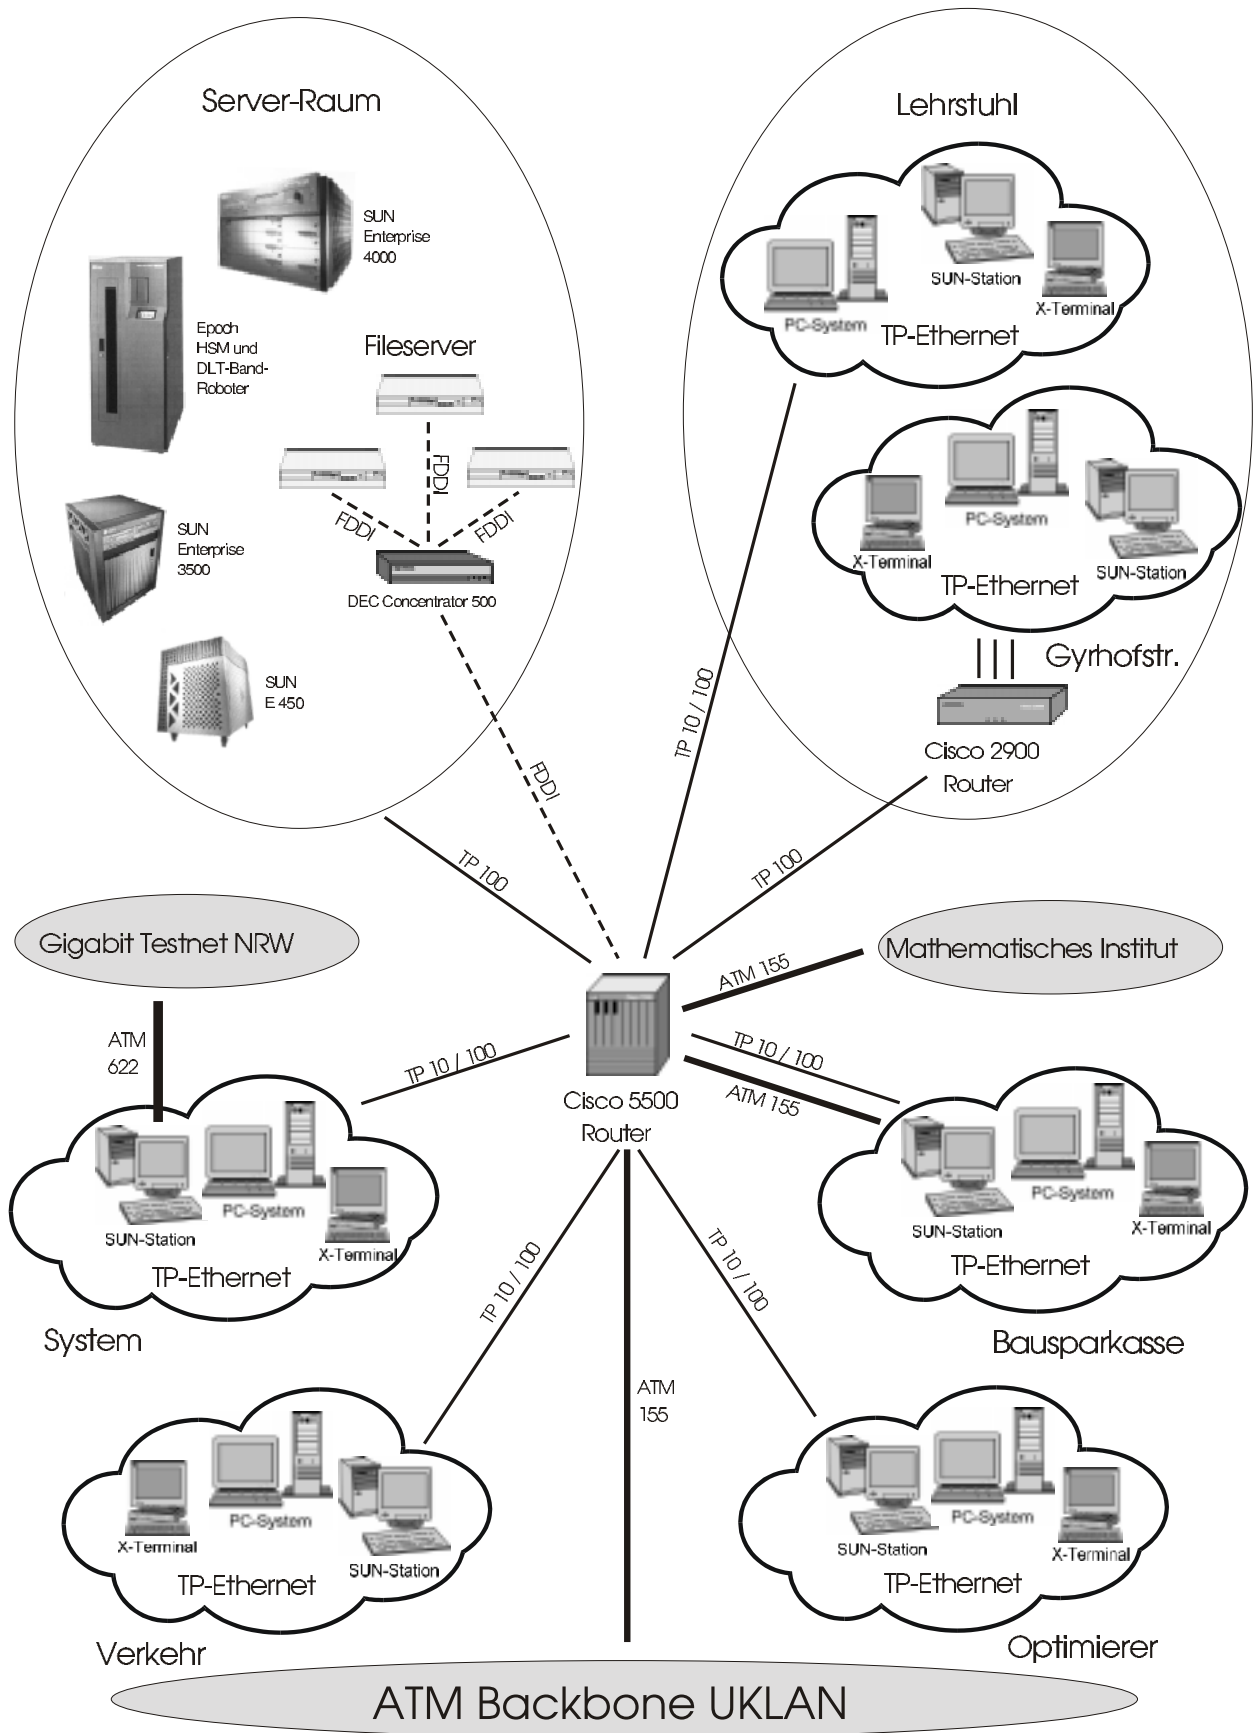 Server-Raum
SUN
Enterprise
4000
Epoch
HSM und
DLT-Band-
Roboter
Fileserver
FDDI
FDDI
FDDI
SUN
Enterprise
3500
DEC Concentrator 500
SUN
E 450
FDDI
TP 100
Lehrstuhl
SUN-Station
X-Terminal
PC-System
TP-Ethernet
PC-System
X-Terminal
SUN-Station
TP-Ethernet
Gyrhofstr.
Cisco 2900
Router
TP 10 / 100
TP 100
Gigabit Testnet NRW
Mathematisches Institut
ATM 155
ATM
622
TP 10 / 100
TP 10 / 100
ATM 155
Cisco 5500
Router
PC-System
SUN-Station
X-Terminal
TP-Ethernet
System
PC-System
SUN-Station
X-Terminal
TP-Ethernet
Bausparkasse
TP 10 / 100
TP 10 / 100
ATM
155
PC-System
X-Terminal
SUN-Station
TP-Ethernet
Verkehr
PC-System
SUN-Station
X-Terminal
TP-Ethernet
Optimierer
ATM Backbone UKLAN